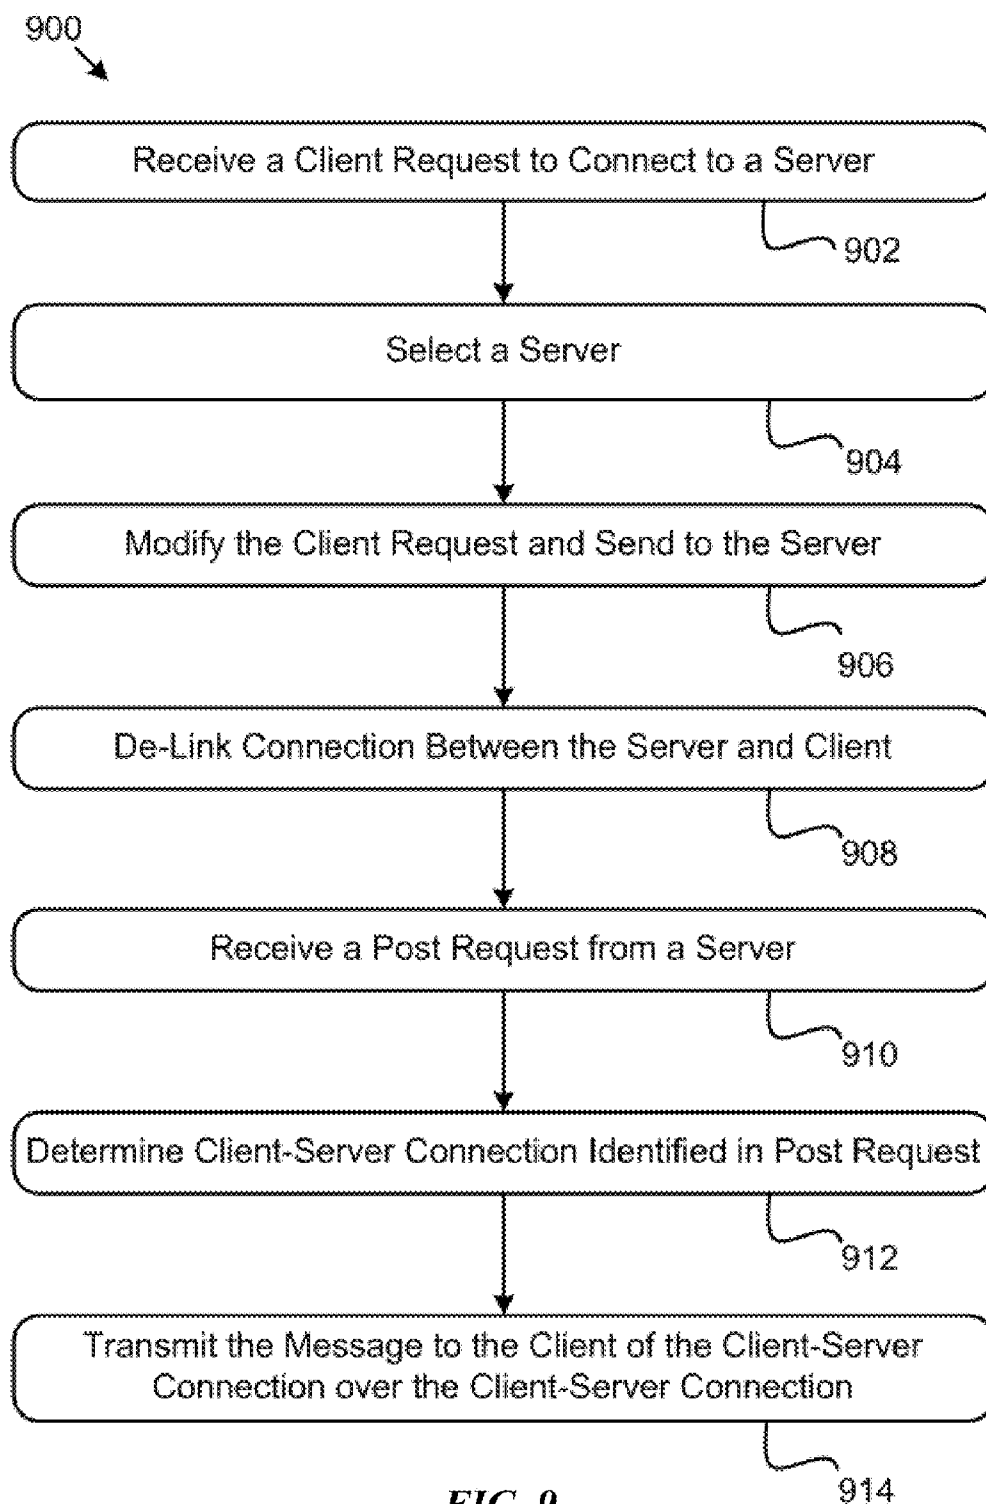 900
Receive a Client Request to Connect to a Server
902
Select a Server
904
Modify the Client Request and Send to the Server
906
De-Link Connection Between the Server and Client
908
Receive a Post Request from a Server
910
Determine Client-Server Connection Identified in Post Request
912
Transmit the Message to the Client of the Client-Server
Connection over the Client-Server Connection
914
FIG. 9